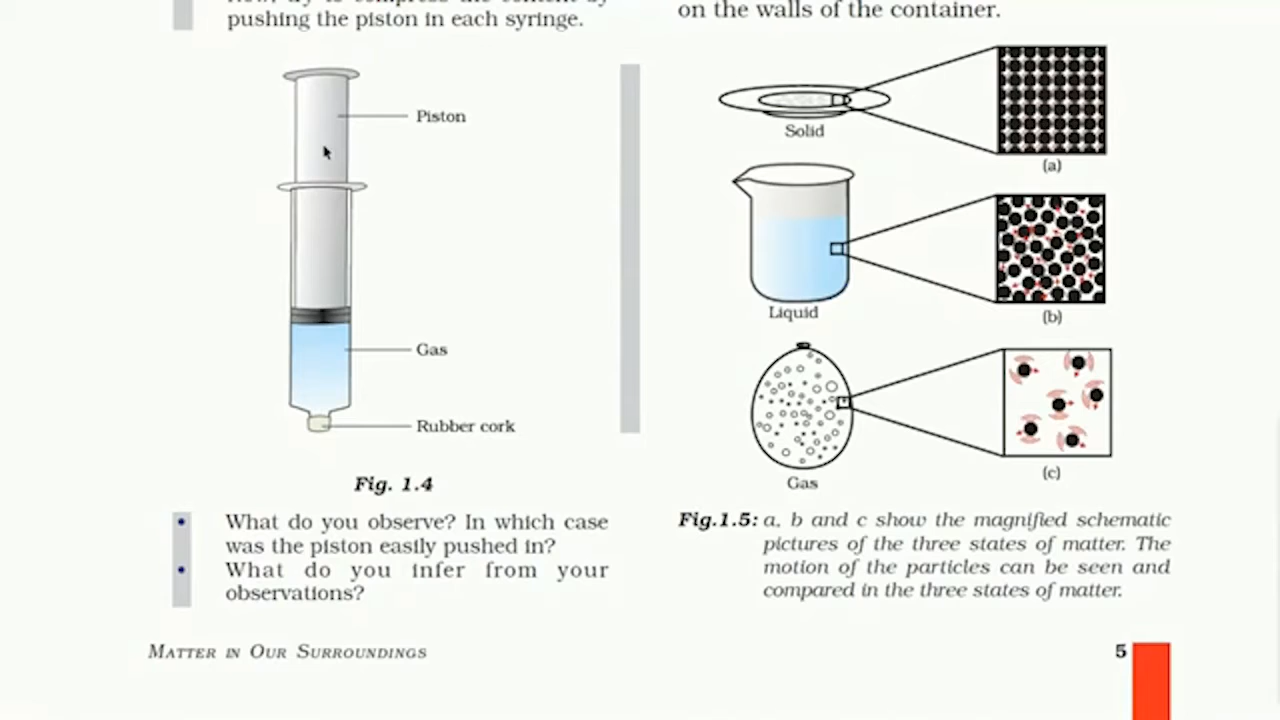 pushing the piston in each syringe.
Piston
Gas
Rubber cork
Fig. 1.4
What do you observe? In which case
was the piston easily pushed in?
What do you infer from your
observations?
on the walls of the container.
Solid
(a)
Liquid
(b)
Gas
(c)
Fig.1.5: a, b and c show the magnified schematic
pictures of the three states of matter. The
motion of the particles can be seen and
compared in the three states of matter.
MATTER IN OUR SURROUNDINGS
5